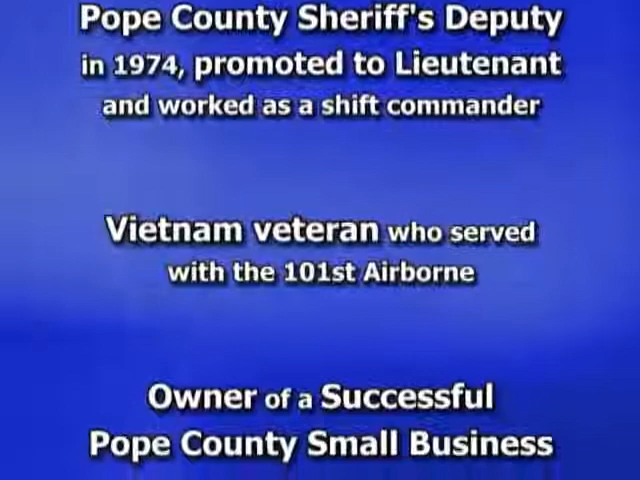 Pope County Sheriff's Deputy
in 1974, promoted to Lieutenant
and worked as a shift commander
Vietnam veteran who served
with the 101st Airborne
Owner of a Successful
Pope County Small Business